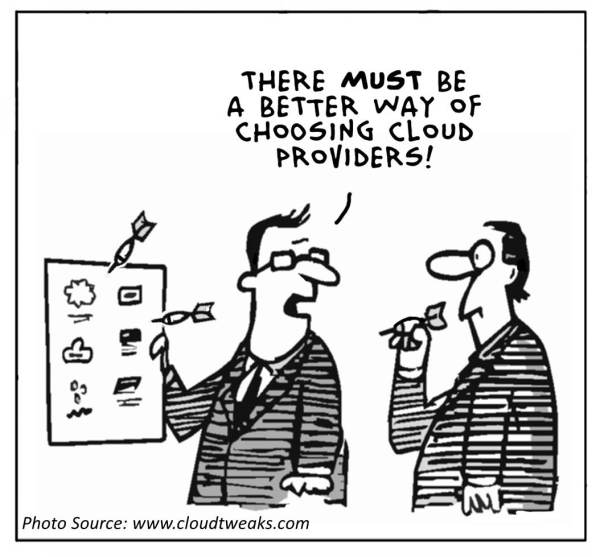 THERE MUST BE
A BETTER WAY OF
CHOOSING CLOUD
PROVIDERS!
Photo Source: www.cloudtweaks.com